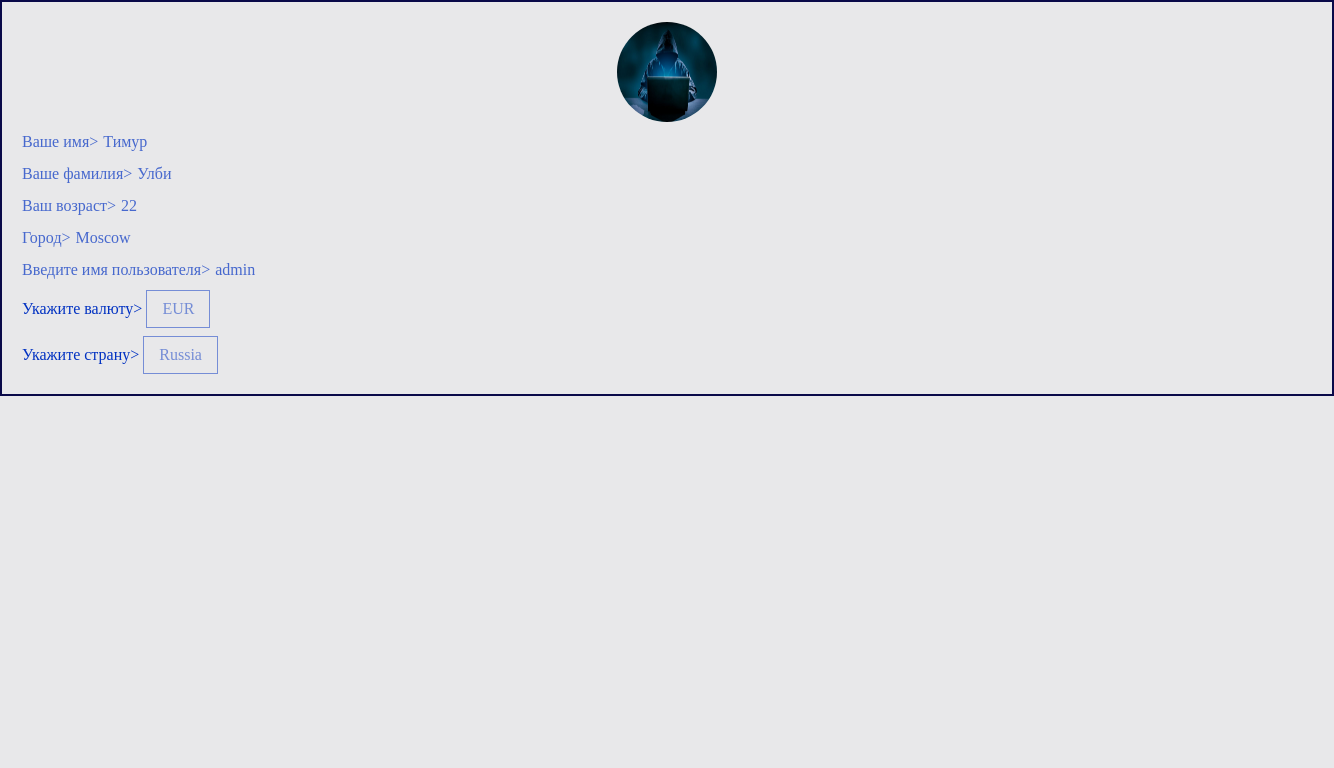 Ваше имя> Тимур
Ваше фамилия> Улби
Ваш возраст> 22
Город> Moscow
Введите имя пользователя> admin
Укажите валюту> EUR
Укажите страну> Russia